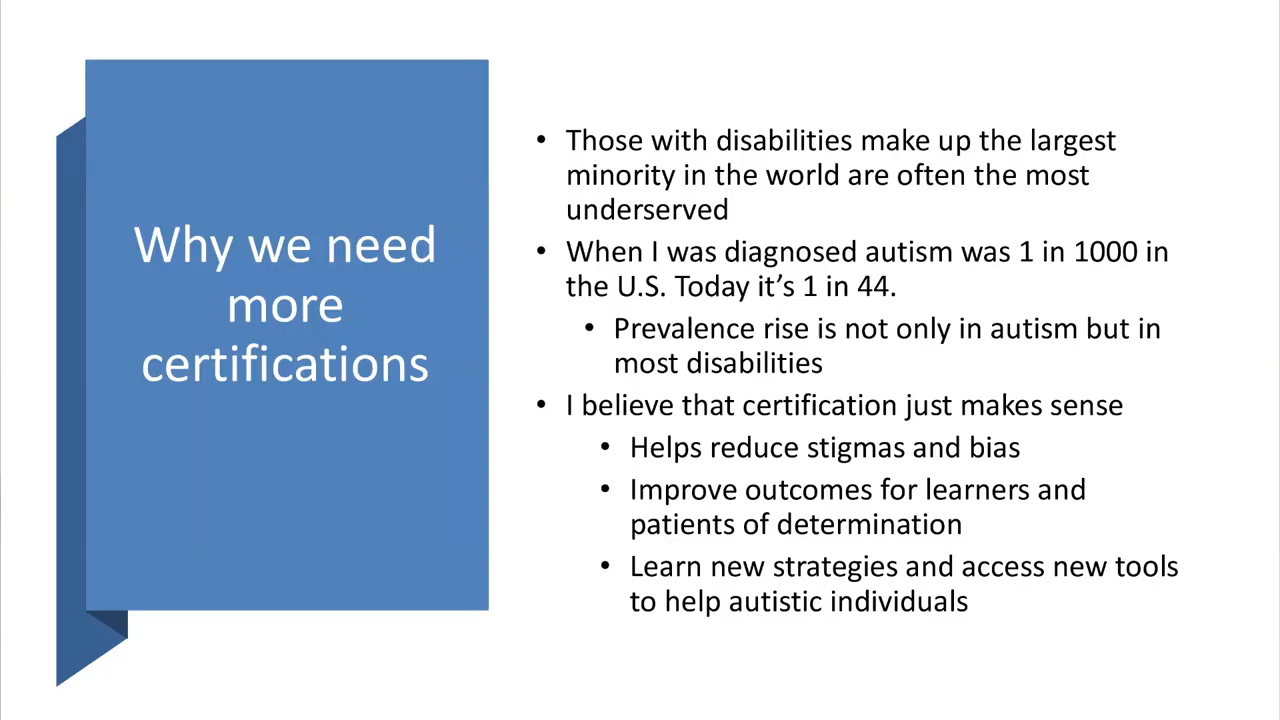 Why we need
more
certifications
• Those with disabilities make up the largest
minority in the world are often the most
underserved
• When I was diagnosed autism was 1 in 1000 in
the U.S. Today it’s 1 in 44.
• Prevalence rise is not only in autism but in
most disabilities
• I believe that certification just makes sense
• Helps reduce stigmas and bias
• Improve outcomes for learners and
patients of determination
• Learn new strategies and access new tools
to help autistic individuals